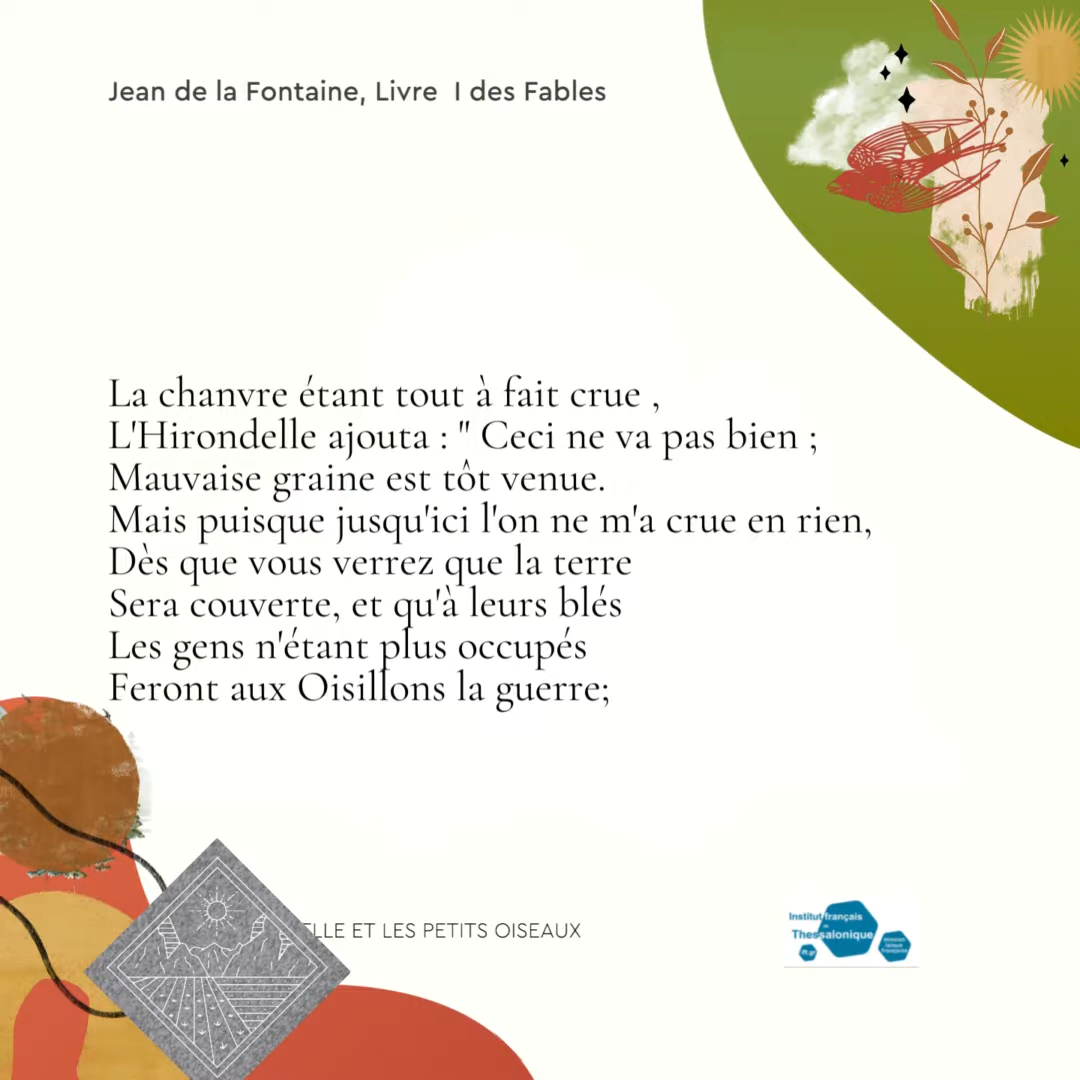 Jean de la Fontaine, Livre I des Fables
La chanvre étant tout à fait crue ,
L'Hirondelle ajouta : " Ceci ne va pas bien ;
Mauvaise graine est tôt venue.
Mais puisque jusqu'ici l'on ne m'a crue en rien,
Dès que vous verrez que la terre
Sera couverte, et qu'à leurs blés
Les gens n'étant plus occupés
Feront aux Oisillons la guerre;
ELLE ET LES PETITS OISEAUX
Institut français
de
Thessalonique